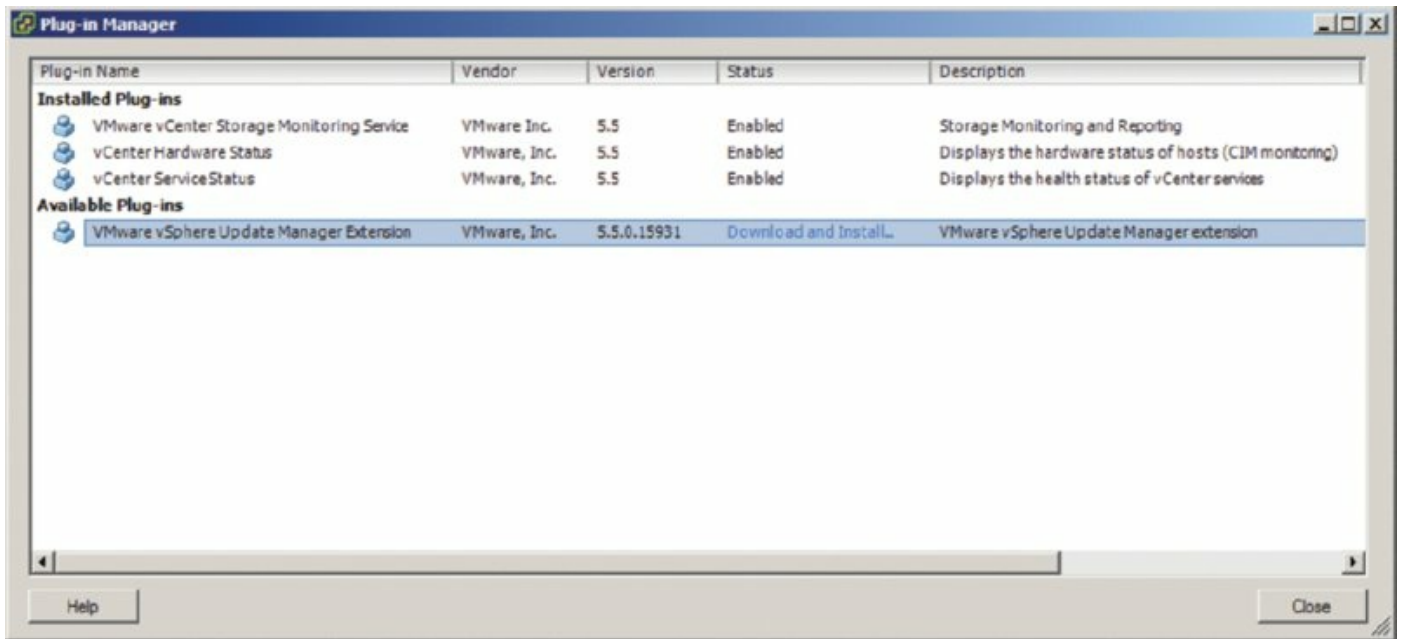 Plug-in Manager
Plug-in Name Vendor Version Status Description
Installed Plug-ins
VMware vCenter Storage Monitoring Service VMware Inc. 5.5 Enabled Storage Monitoring and Reporting
vCenter Hardware Status VMware, Inc. 5.5 Enabled Displays the hardware status of hosts (CIM monitoring)
vCenter Service Status VMware, Inc. 5.5 Enabled Displays the health status of vCenter services
Available Plug-ins
VMware vSphere Update Manager Extension VMware, Inc. 5.5.0.15931 Download and Install... VMware vSphere Update Manager extension
Help Close